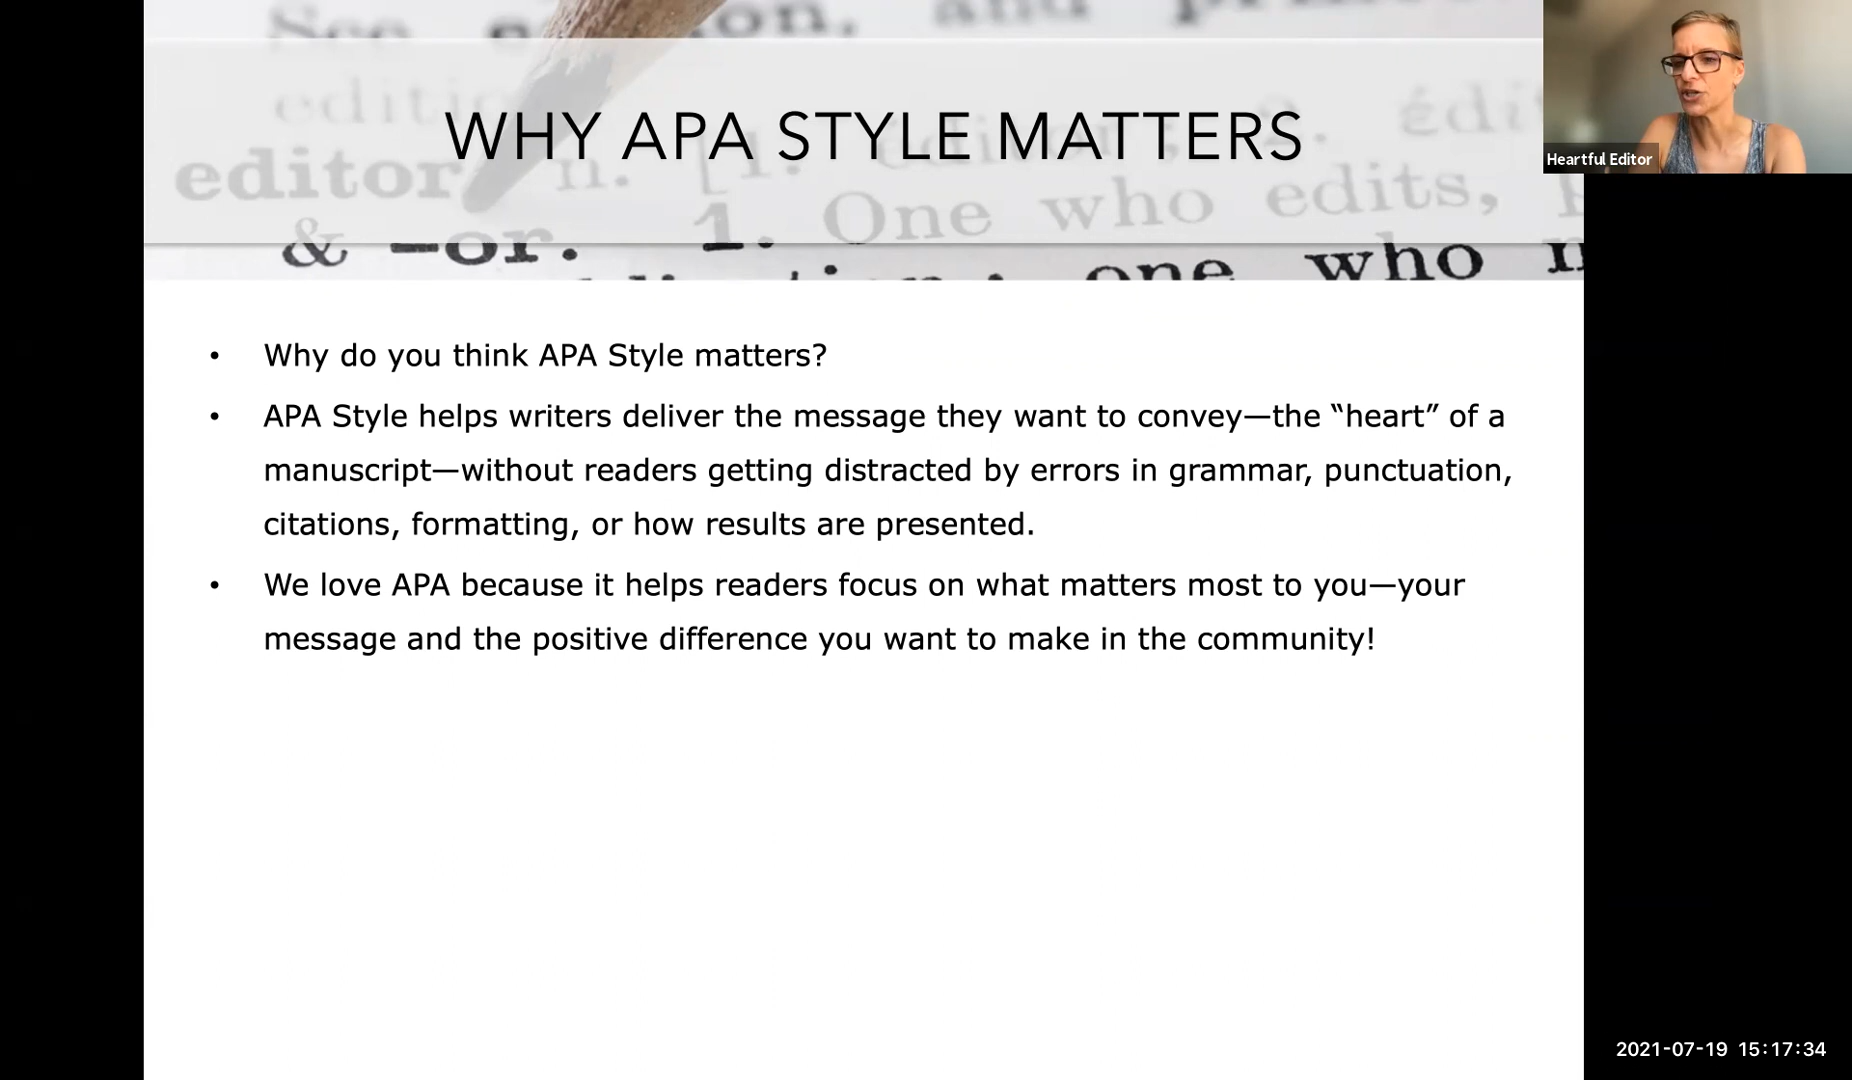 See
on, and
editio
WHY APA STYLE MATTERS
2. édi
editor n. [1.
& -or. 1. One who edits,
one who
Heartful Editor
• Why do you think APA Style matters?
• APA Style helps writers deliver the message they want to convey—the “heart” of a
manuscript—without readers getting distracted by errors in grammar, punctuation,
citations, formatting, or how results are presented.
• We love APA because it helps readers focus on what matters most to you—your
message and the positive difference you want to make in the community!
2021-07-19 15:17:34